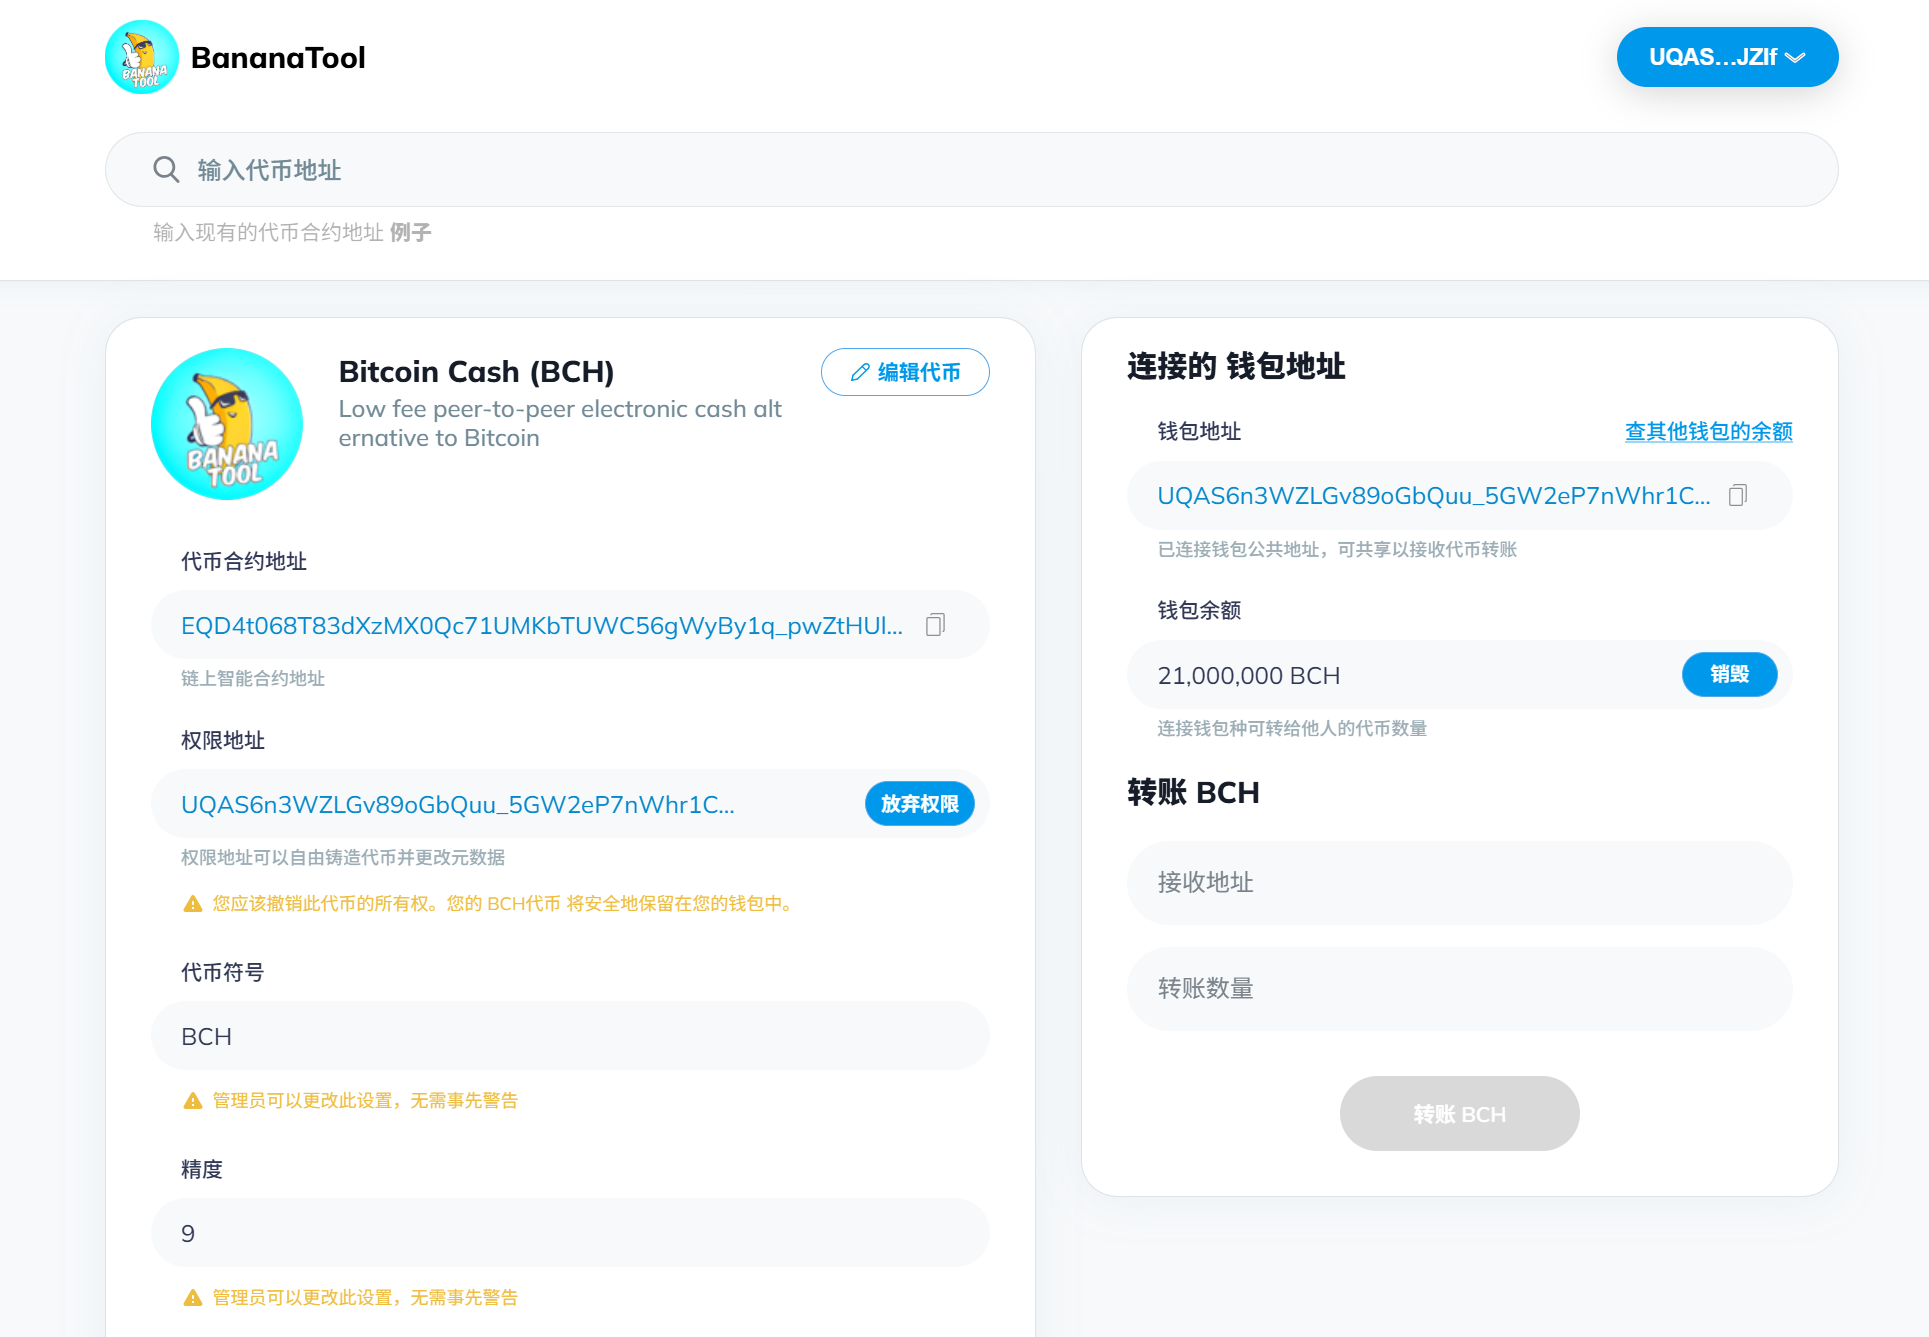 BANANA
TOOL
BananaTool
UQAS...JZIf
输入代币地址
输入现有的代币合约地址 例子
BANANA
TOOL
Bitcoin Cash (BCH)
编辑代币
Low fee peer-to-peer electronic cash alt
ernative to Bitcoin
代币合约地址
EQD4t068T83dXzMX0Qc71UMKbTUWC56gWyBy1q_pwZtHUl...
链上智能合约地址
权限地址
UQAS6n3WZLGv89oGbQuu_5GW2eP7nWhr1C...
放弃权限
权限地址可以自由铸造代币并更改元数据
您应该撤销此代币的所有权。您的 BCH代币 将安全地保留在您的钱包中。
代币符号
BCH
管理员可以更改此设置，无需事先警告
精度
9
管理员可以更改此设置，无需事先警告
连接的 钱包地址
钱包地址
查其他钱包的余额
UQAS6n3WZLGv89oGbQuu_5GW2eP7nWhr1C...
已连接钱包公共地址，可共享以接收代币转账
钱包余额
21,000,000 BCH
销毁
连接钱包种可转给他人的代币数量
转账 BCH
接收地址
转账数量
转账 BCH